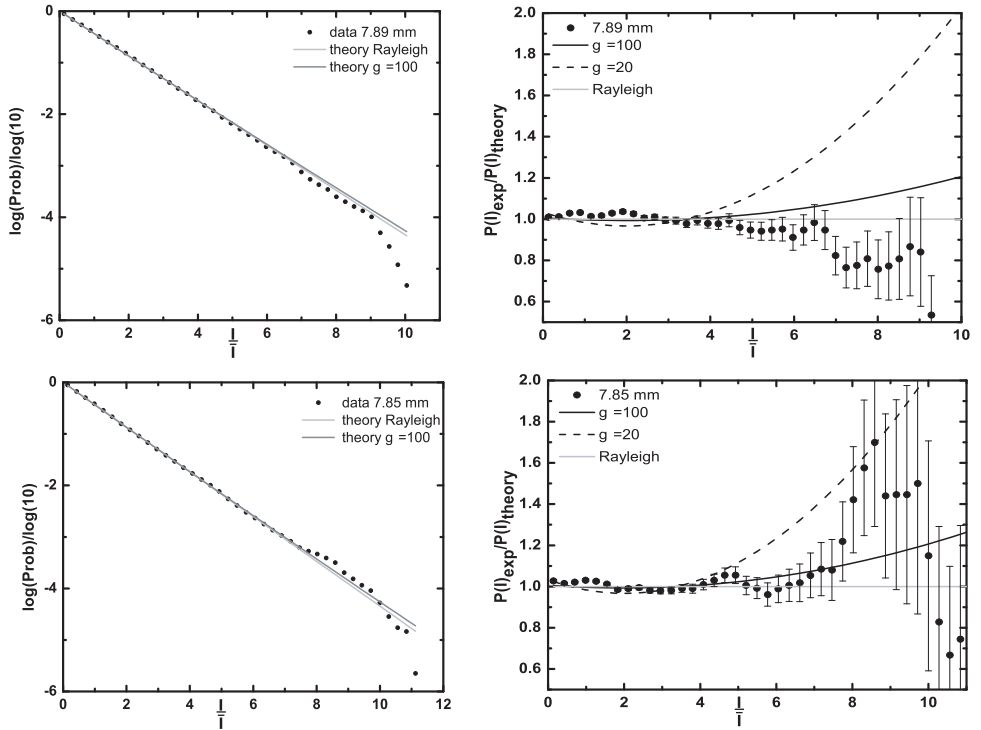 data 7.89 mm
theory Rayleigh
theory g =100
log(Prob)/log(10)
0
-2
-4
-6
0 2 4 6 8 10
I
I
7.89 mm
g =100
g =20
Rayleigh
P(I)exp/P(I)theory
2.0
1.8
1.6
1.4
1.2
1.0
0.8
0.6
0 2 4 6 8 10
I
I
data 7.85 mm
theory Rayleigh
theory g =100
log(Prob)/log(10)
0
-2
-4
-6
0 2 4 6 8 10 12
I
I
7.85 mm
g =100
g =20
Rayleigh
P(I)exp/P(I)theory
2.0
1.8
1.6
1.4
1.2
1.0
0.8
0.6
0 2 4 6 8 10
I
I